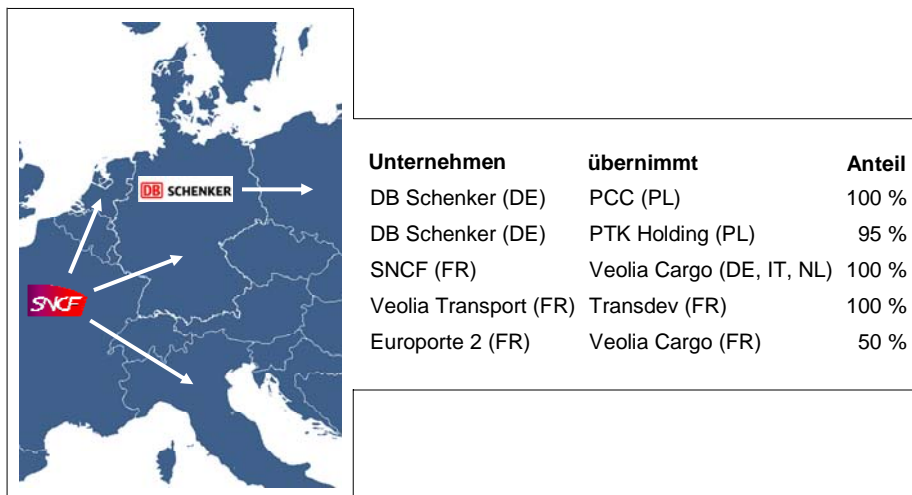 DB SCHENKER
SNCF
Unternehmen übernimmt Anteil
DB Schenker (DE) PCC (PL) 100 %
DB Schenker (DE) PTK Holding (PL) 95 %
SNCF (FR) Veolia Cargo (DE, IT, NL) 100 %
Veolia Transport (FR) Transdev (FR) 100 %
Europorte 2 (FR) Veolia Cargo (FR) 50 %